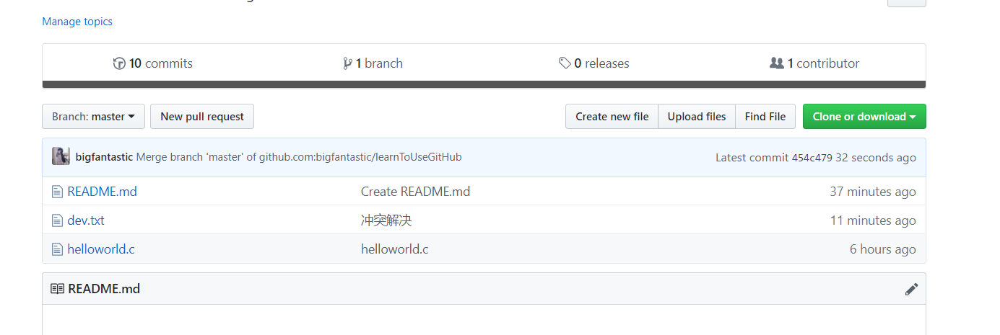 Manage topics
10 commits 1 branch 0 releases 1 contributor
Branch: master New pull request Create new file Upload files Find File Clone or download
bigfantastic Merge branch 'master' of github.com:bigfantastic/learnToUseGitHub Latest commit 454c479 32 seconds ago
README.md Create README.md 37 minutes ago
dev.txt 冲突解决 11 minutes ago
helloworld.c helloworld.c 6 hours ago
README.md